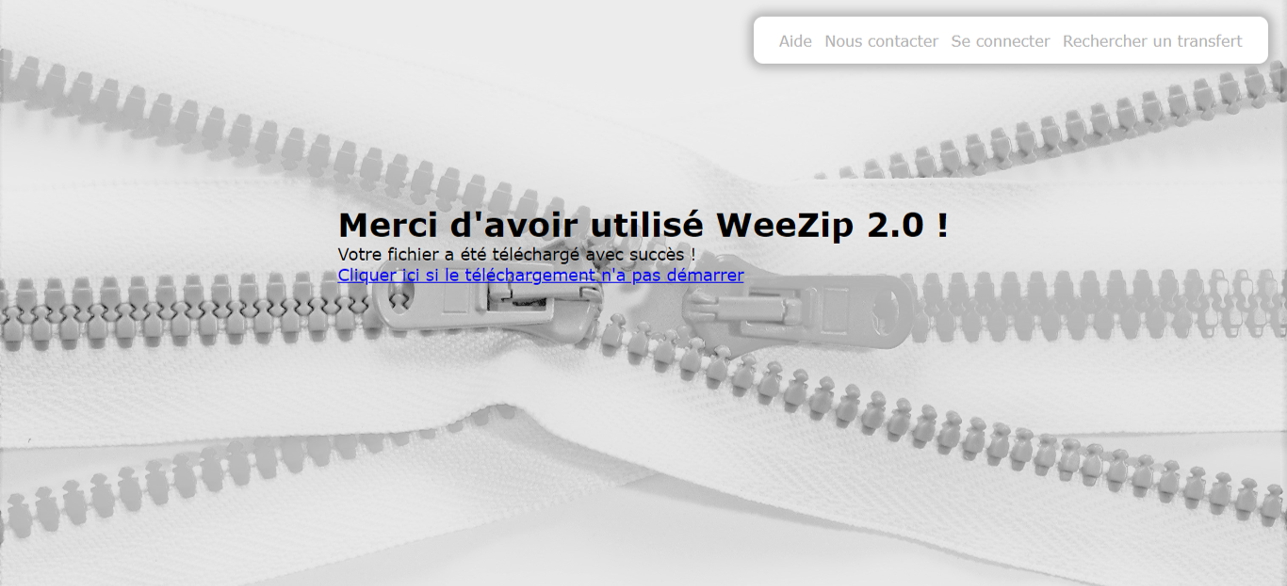 Aide Nous contacter Se connecter Rechercher un transfert
Merci d'avoir utilisé WeeZip 2.0 !
Votre fichier a été téléchargé avec succès !
Cliquer ici si le téléchargement n'a pas démarrer